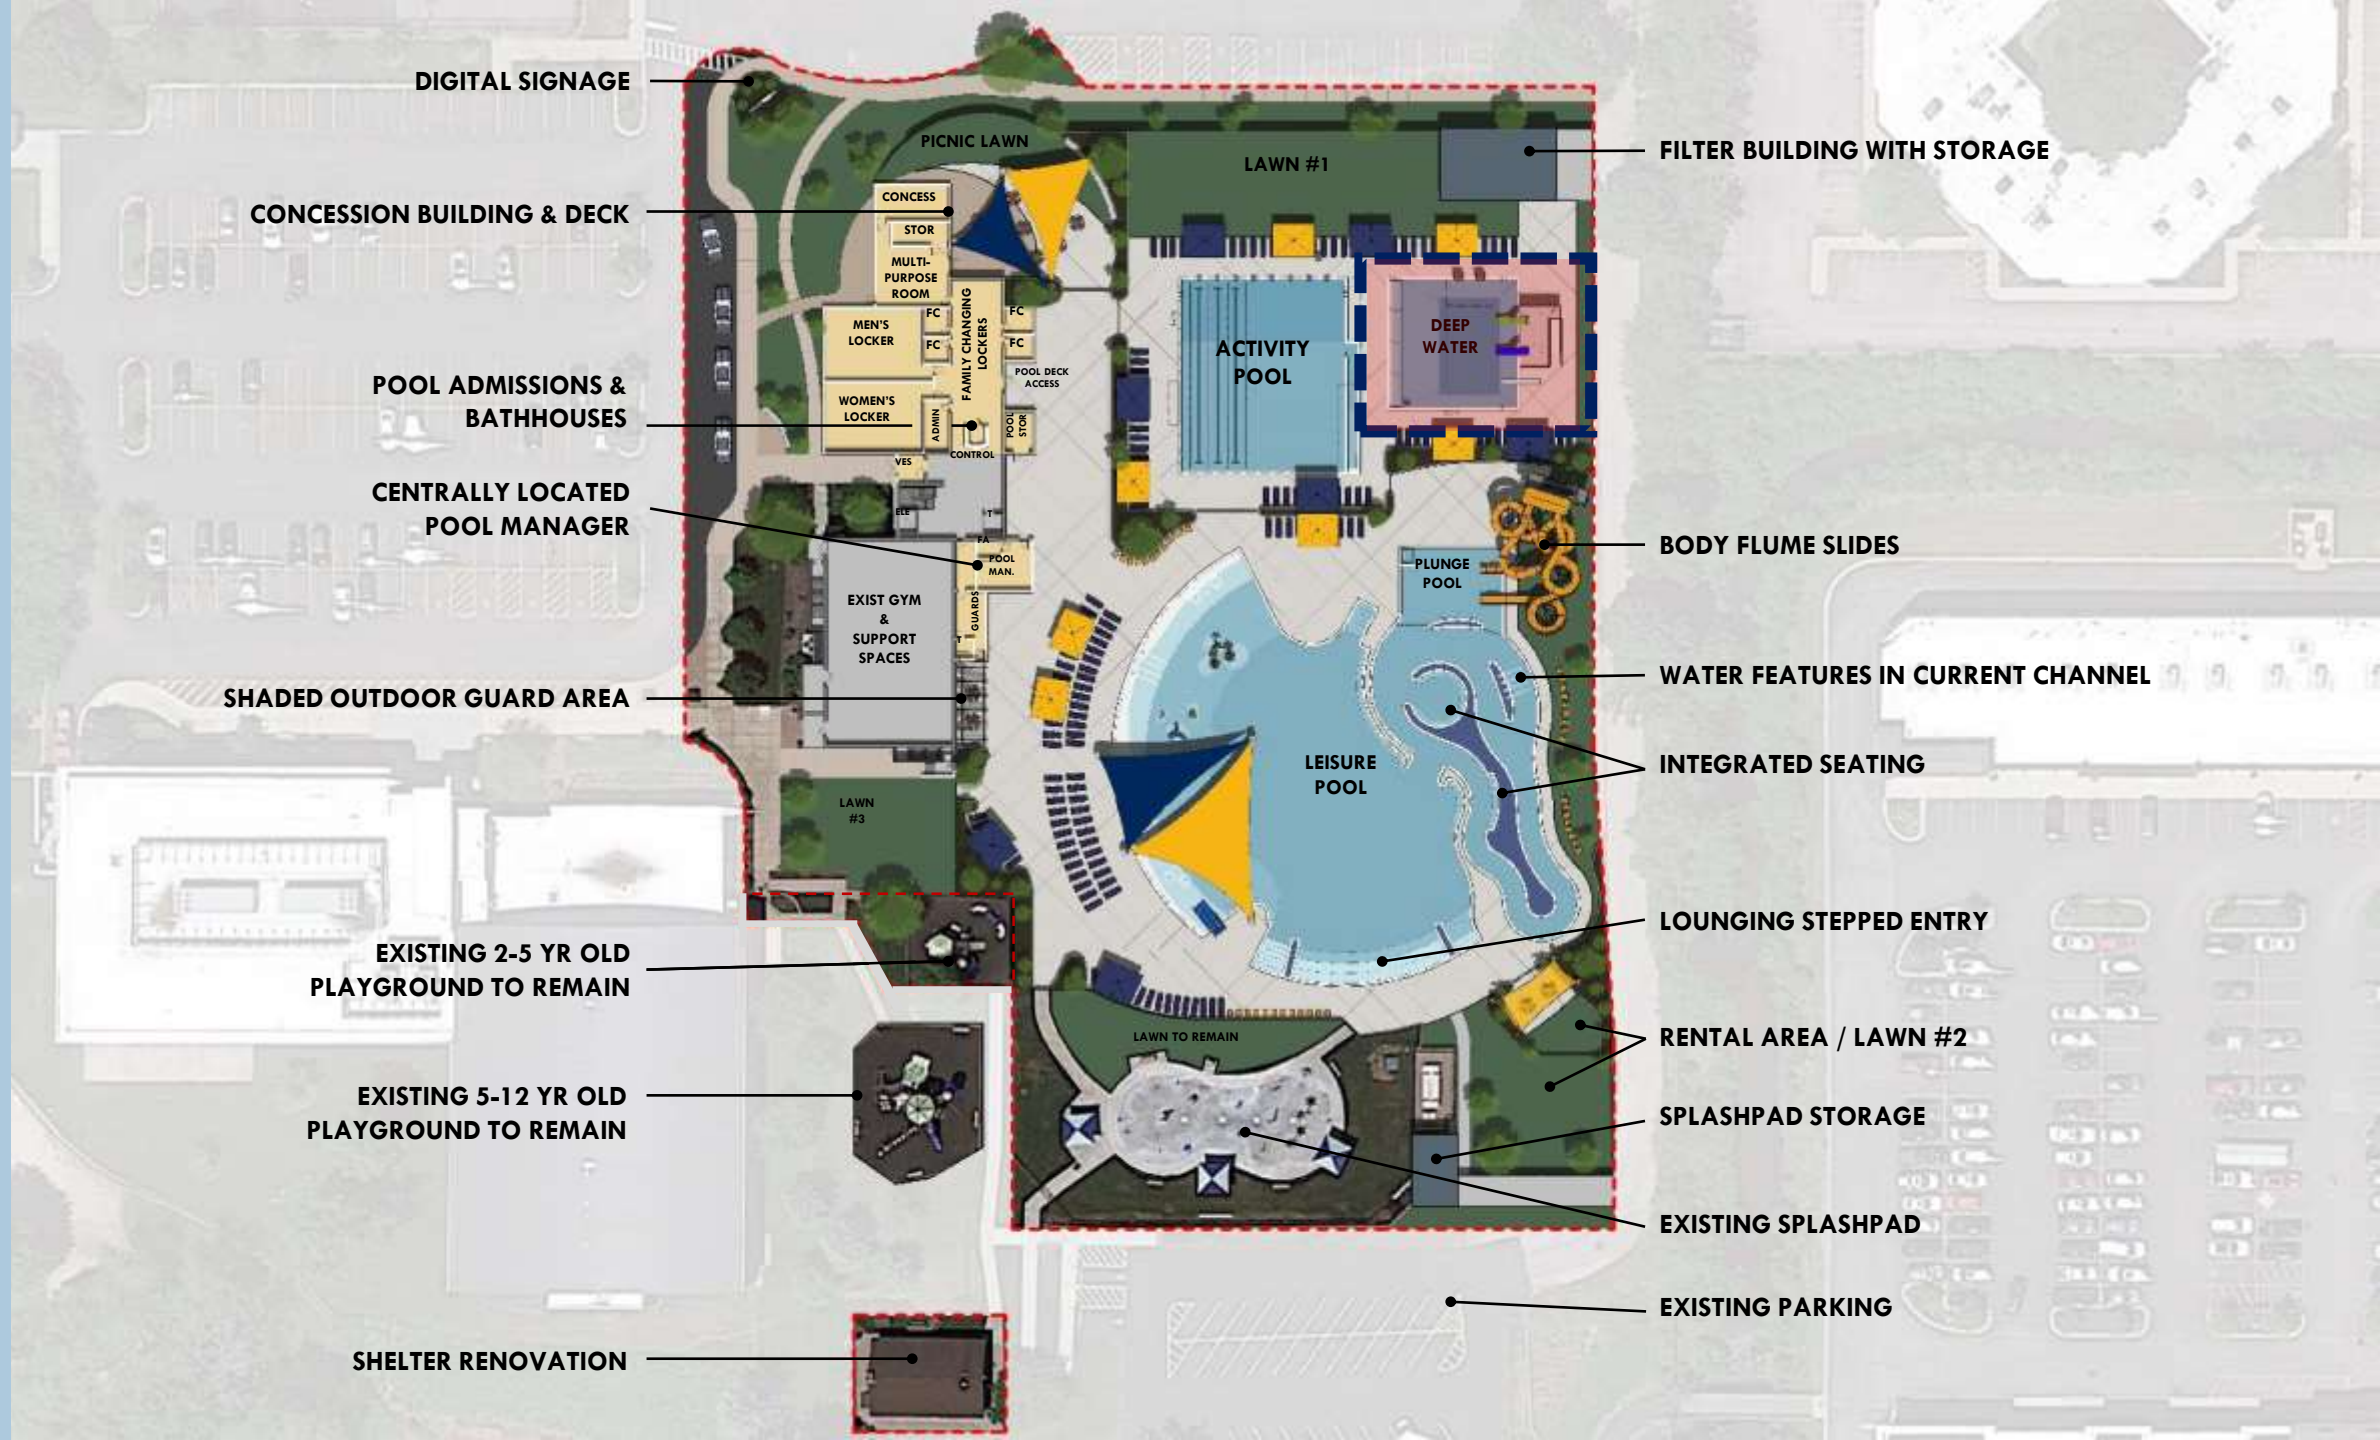 DIGITAL SIGNAGE
CONCESSION BUILDING & DECK
POOL ADMISSIONS &
BATHHOUSES
CENTRALLY LOCATED
POOL MANAGER
SHADED OUTDOOR GUARD AREA
EXISTING 2-5 YR OLD
PLAYGROUND TO REMAIN
EXISTING 5-12 YR OLD
PLAYGROUND TO REMAIN
SHELTER RENOVATION
PICNIC LAWN
CONCESS
STOR
MULTI-
PURPOSE
ROOM
MEN'S
LOCKER
WOMEN'S
LOCKER
FC
FC
FC
FC
FAMILY CHANGING
LOCKERS
POOL DECK
ACCESS
ADMIN
POOL
STOR
CONTROL
VES
ELE
T
FA
POOL
MAN.
GUARDS
T
EXIST GYM
&
SUPPORT
SPACES
LAWN
#3
LAWN #1
ACTIVITY
POOL
DEEP
WATER
PLUNGE
POOL
LEISURE
POOL
LAWN TO REMAIN
FILTER BUILDING WITH STORAGE
BODY FLUME SLIDES
WATER FEATURES IN CURRENT CHANNEL
INTEGRATED SEATING
LOUNGING STEPPED ENTRY
RENTAL AREA / LAWN #2
SPLASHPAD STORAGE
EXISTING SPLASHPAD
EXISTING PARKING